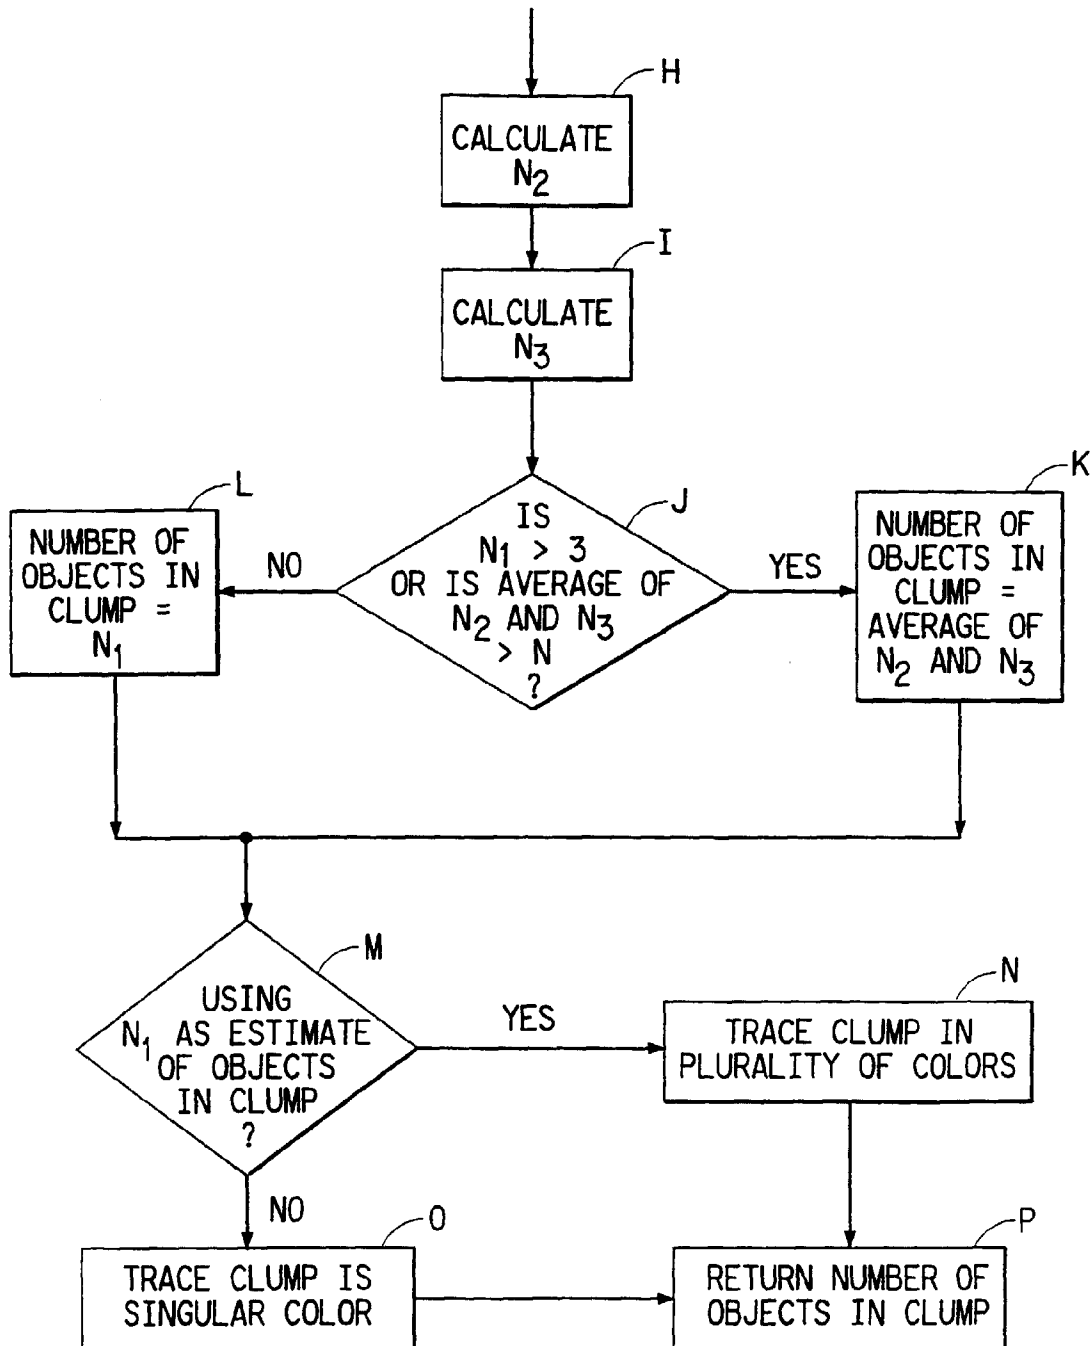 H
CALCULATE
N2
I
CALCULATE
N3
J
IS
N1 > 3
OR IS AVERAGE OF
N2 AND N3
> N
?
NO
YES
L
NUMBER OF
OBJECTS IN
CLUMP =
N1
K
NUMBER OF
OBJECTS IN
CLUMP =
AVERAGE OF
N2 AND N3
M
USING
N1 AS ESTIMATE
OF OBJECTS
IN CLUMP
?
YES
NO
N
TRACE CLUMP IN
PLURALITY OF COLORS
O
TRACE CLUMP IS
SINGULAR COLOR
P
RETURN NUMBER OF
OBJECTS IN CLUMP